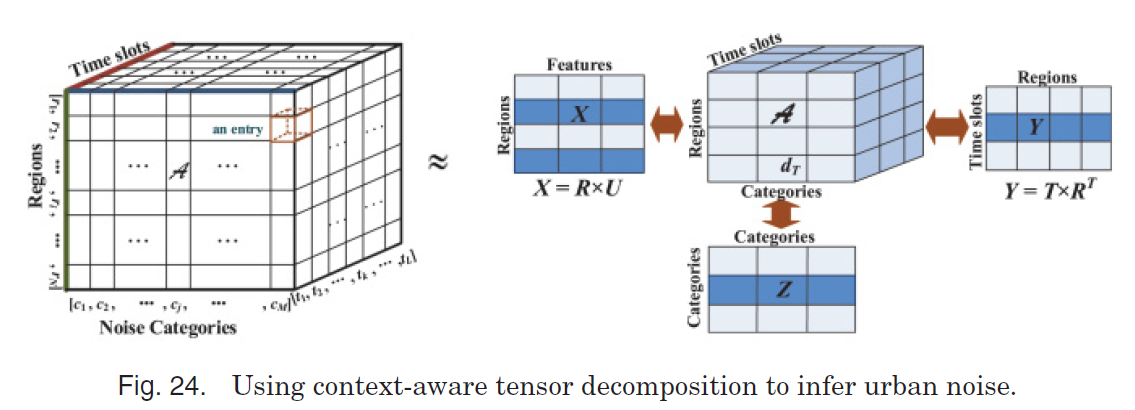 Time slots
... ...
... ...
an entry
Regions
[r1, r2, ... , ri, ... , rN]
... 𝒜 ...
... ...
[c1, c2, ... , cj, ... , cM]
[t1, t2, ... , tk, ... , tL]
Noise Categories
≈
Features
Regions
X
X = R×U
Time slots
Regions
𝒜
dT
Categories
Regions
Time slots
Y
Y = T×R^T
Categories
Categories
Z
Fig. 24. Using context-aware tensor decomposition to infer urban noise.